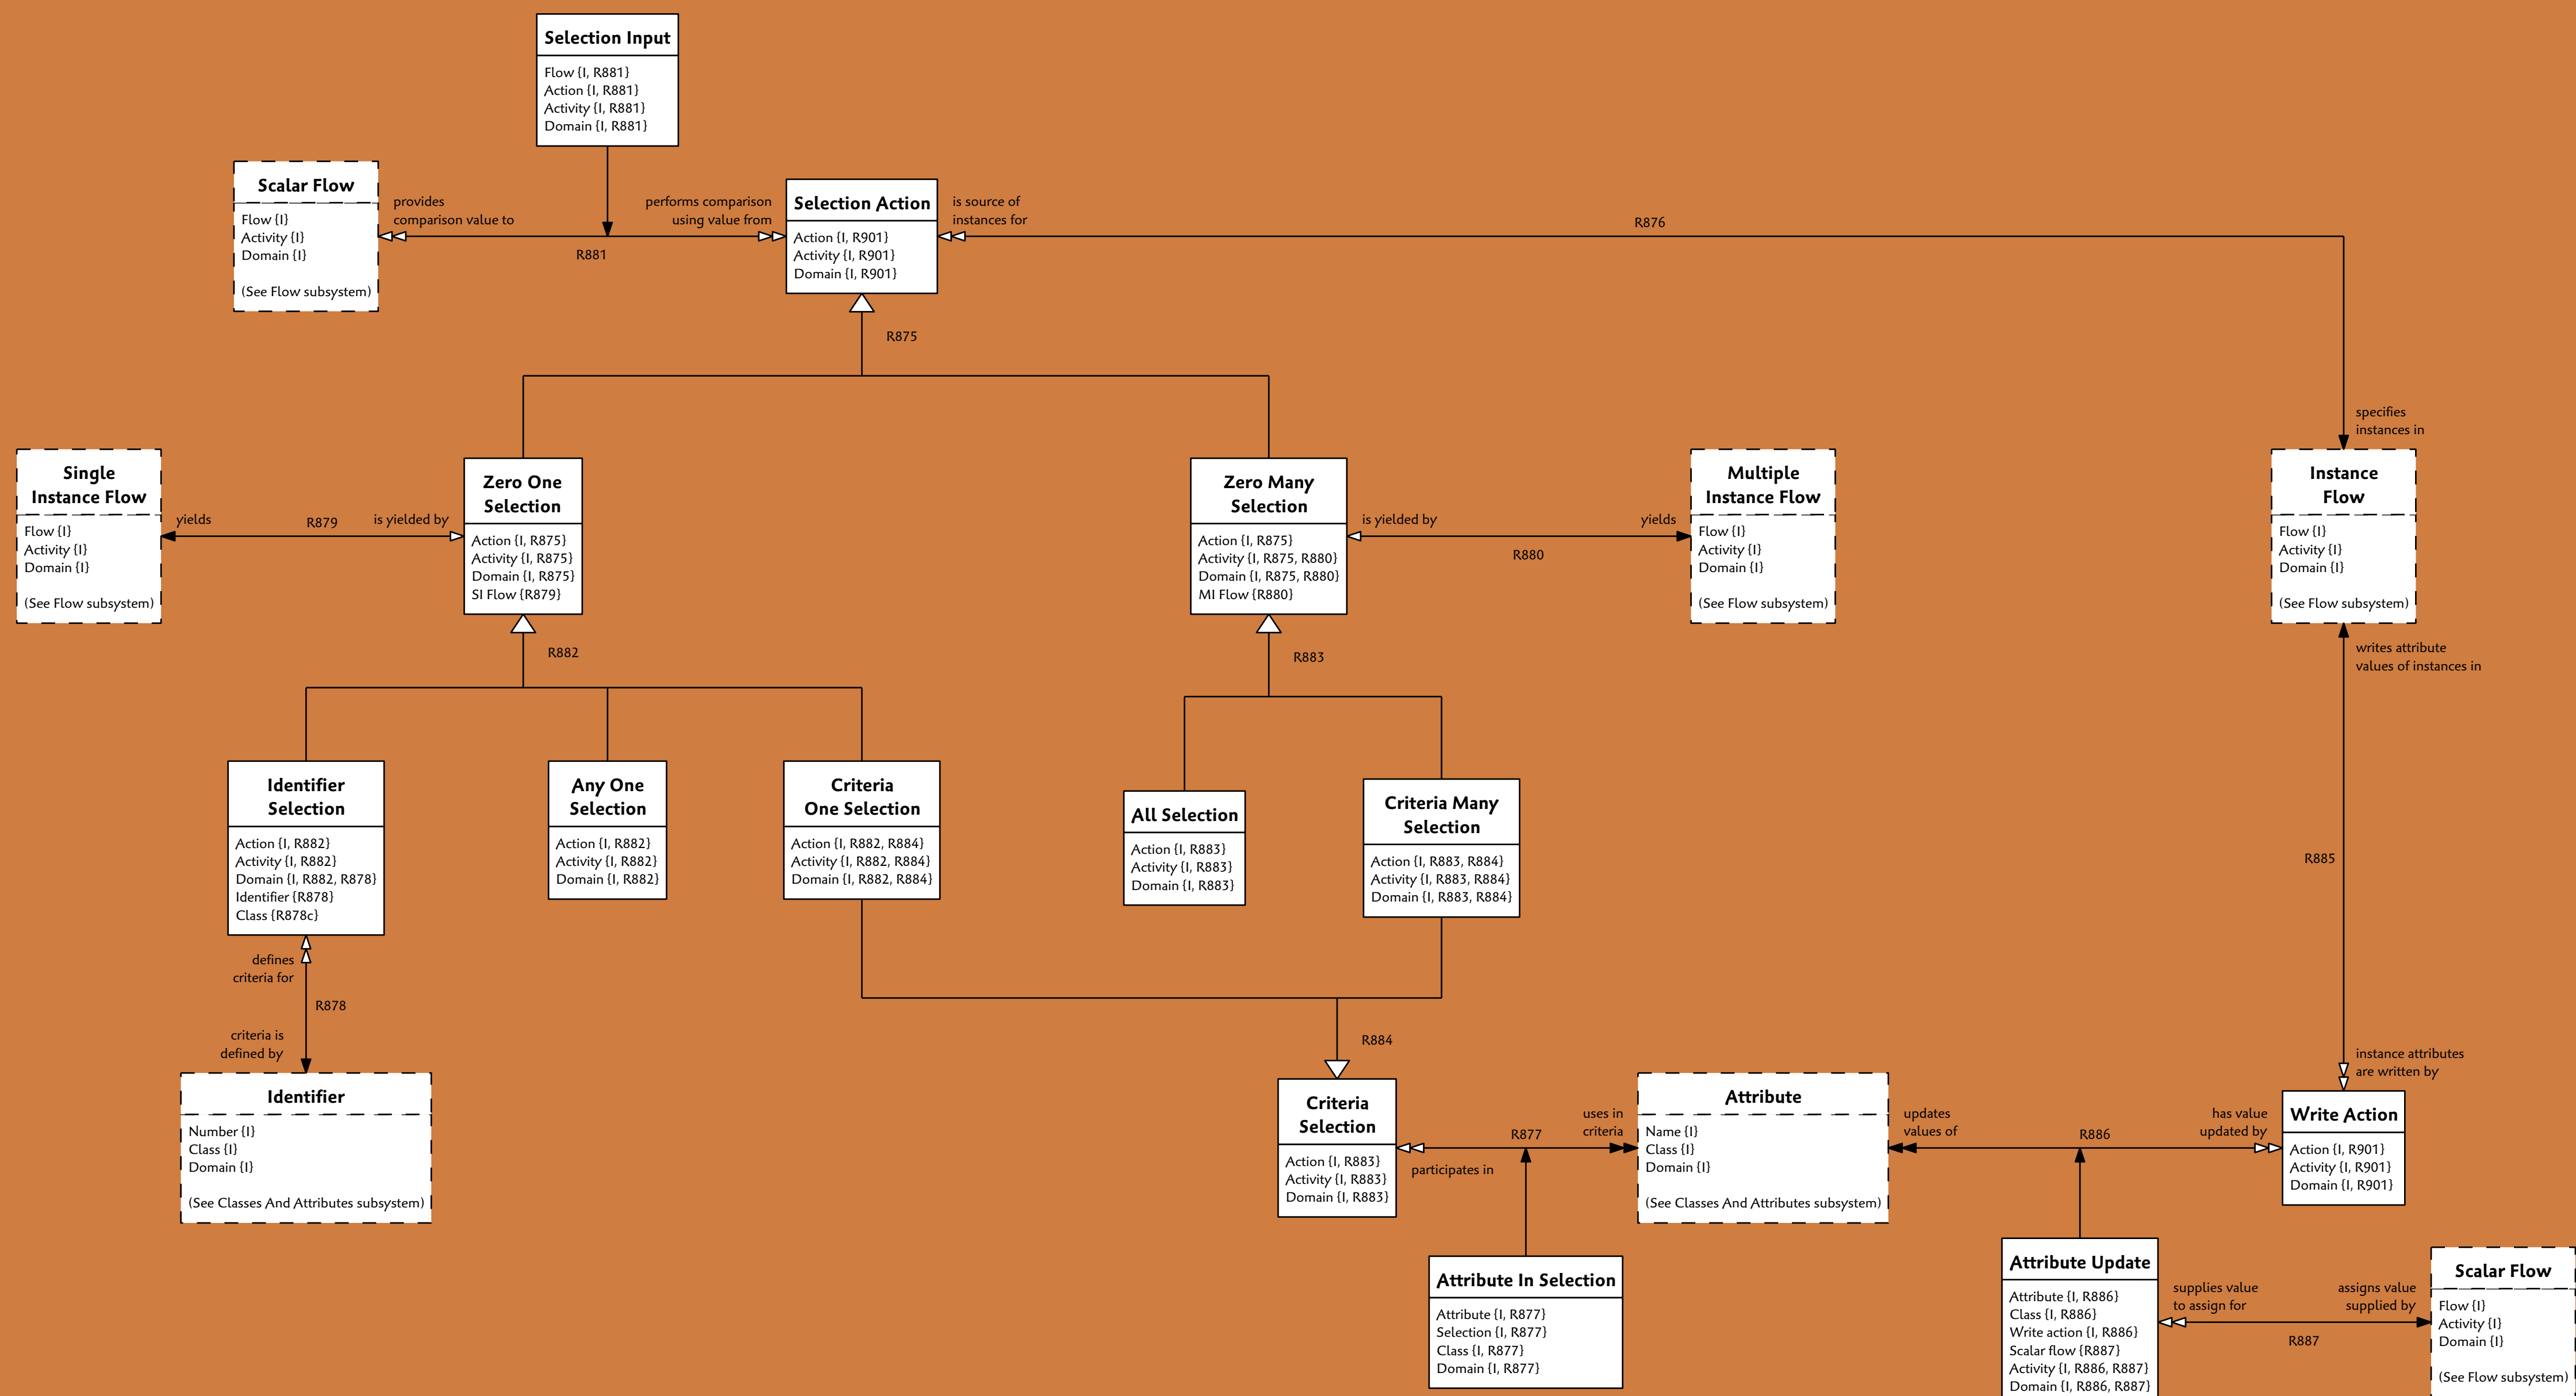 Selection Input
Flow {I, R881}
Action {I, R881}
Activity {I, R881}
Domain {I, R881}
Scalar Flow
Flow {I}
Activity {I}
Domain {I}
(See Flow subsystem)
provides
comparison value to
R881
performs comparison
using value from
Selection Action
Action {I, R901}
Activity {I, R901}
Domain {I, R901}
is source of
instances for
R876
R875
specifies
instances in
Single
Instance Flow
Flow {I}
Activity {I}
Domain {I}
(See Flow subsystem)
yields
R879
is yielded by
Zero One
Selection
Action {I, R875}
Activity {I, R875}
Domain {I, R875}
SI Flow {R879}
Zero Many
Selection
Action {I, R875}
Activity {I, R875, R880}
Domain {I, R875, R880}
MI Flow {R880}
is yielded by
yields
R880
Multiple
Instance Flow
Flow {I}
Activity {I}
Domain {I}
(See Flow subsystem)
Instance
Flow
Flow {I}
Activity {I}
Domain {I}
(See Flow subsystem)
R882
R883
writes attribute
values of instances in
Identifier
Selection
Action {I, R882}
Activity {I, R882}
Domain {I, R882, R878}
Identifier {R878}
Class {R878c}
Any One
Selection
Action {I, R882}
Activity {I, R882}
Domain {I, R882}
Criteria
One Selection
Action {I, R882, R884}
Activity {I, R882, R884}
Domain {I, R882, R884}
All Selection
Action {I, R883}
Activity {I, R883}
Domain {I, R883}
Criteria Many
Selection
Action {I, R883, R884}
Activity {I, R883, R884}
Domain {I, R883, R884}
R885
defines
criteria for
R878
criteria is
defined by
R884
instance attributes
are written by
Identifier
Number {I}
Class {I}
Domain {I}
(See Classes And Attributes subsystem)
Criteria
Selection
Action {I, R883}
Activity {I, R883}
Domain {I, R883}
participates in
R877
uses in
criteria
Attribute
Name {I}
Class {I}
Domain {I}
(See Classes And Attributes subsystem)
updates
values of
R886
has value
updated by
Write Action
Action {I, R901}
Activity {I, R901}
Domain {I, R901}
Attribute In Selection
Attribute {I, R877}
Selection {I, R877}
Class {I, R877}
Domain {I, R877}
Attribute Update
Attribute {I, R886}
Class {I, R886}
Write action {I, R886}
Scalar flow {R887}
Activity {I, R886, R887}
Domain {I, R886, R887}
supplies value
to assign for
assigns value
supplied by
R887
Scalar Flow
Flow {I}
Activity {I}
Domain {I}
(See Flow subsystem)